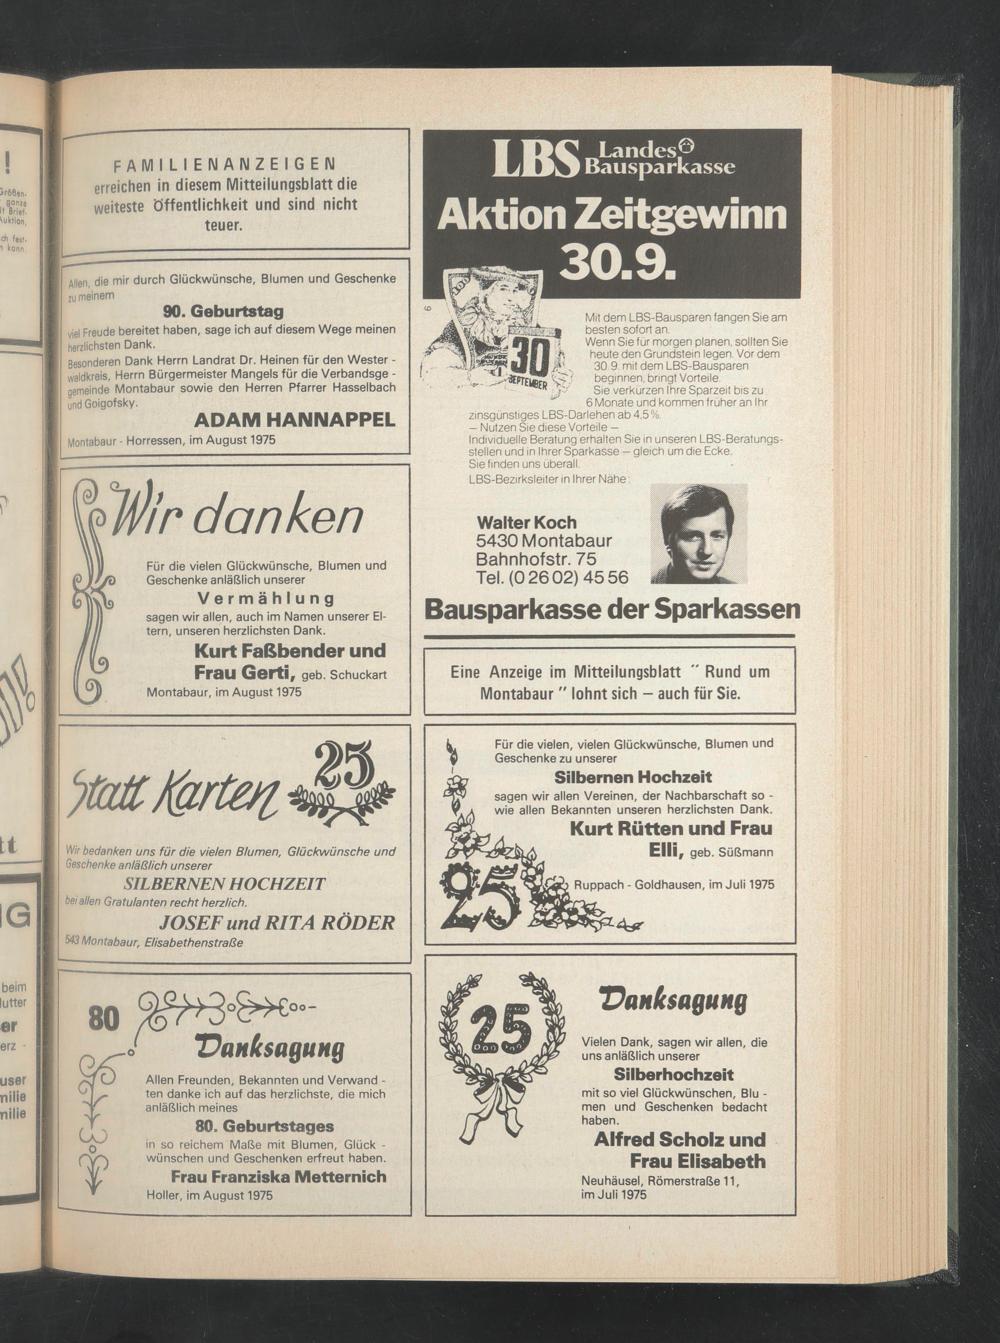 FAMILIENANZEIGEN
erreichen in diesem Mitteilungsblatt die
weiteste Öffentlichkeit und sind nicht
teuer.
Allen, die mir durch Glückwünsche, Blumen und Geschenke
zu meinem
90. Geburtstag
viel Freude bereitet haben, sage ich auf diesem Wege meinen
herzlichsten Dank.
Besonderen Dank Herrn Landrat Dr. Heinen für den Wester -
waldkreis, Herrn Bürgermeister Mangels für die Verbandsge -
gemeinde Montabaur sowie den Herren Pfarrer Hasselbach
und Goigofsky.
ADAM HANNAPPEL
Montabaur - Horressen, im August 1975
Wir danken
Für die vielen Glückwünsche, Blumen und
Geschenke anläßlich unserer
Vermählung
sagen wir allen, auch im Namen unserer El-
tern, unseren herzlichsten Dank.
Kurt Faßbender und
Frau Gerti, geb. Schuckart
Montabaur, im August 1975
Statt Karten 25
Wir bedanken uns für die vielen Blumen, Glückwünsche und
Geschenke anläßlich unserer
SILBERNEN HOCHZEIT
bei allen Gratulanten recht herzlich.
JOSEF und RITA RÖDER
543 Montabaur, Elisabethenstraße
80
Danksagung
Allen Freunden, Bekannten und Verwand -
ten danke ich auf das herzlichste, die mich
anläßlich meines
80. Geburtstages
in so reichem Maße mit Blumen, Glück -
wünschen und Geschenken erfreut haben.
Frau Franziska Metternich
Holler, im August 1975
LBS Landes
Bausparkasse
Aktion Zeitgewinn
30.9.
100
30
SEPTEMBER
9
Mit dem LBS-Bausparen fangen Sie am
besten sofort an.
Wenn Sie für morgen planen, sollten Sie
heute den Grundstein legen. Vor dem
30.9. mit dem LBS-Bausparen
beginnen, bringt Vorteile.
Sie verkürzen Ihre Sparzeit bis zu
6 Monate und kommen früher an Ihr
zinsgünstiges LBS-Darlehen ab 4,5%.
— Nutzen Sie diese Vorteile —
Individuelle Beratung erhalten Sie in unseren LBS-Beratungs-
stellen und in Ihrer Sparkasse — gleich um die Ecke.
Sie finden uns überall.
LBS-Bezirksleiter in Ihrer Nähe:
Walter Koch
5430 Montabaur
Bahnhofstr. 75
Tel. (0 26 02) 45 56
Bausparkasse der Sparkassen
Eine Anzeige im Mitteilungsblatt ″ Rund um
Montabaur ″ lohnt sich — auch für Sie.
Für die vielen, vielen Glückwünsche, Blumen und
Geschenke zu unserer
Silbernen Hochzeit
sagen wir allen Vereinen, der Nachbarschaft so -
wie allen Bekannten unseren herzlichsten Dank.
Kurt Rütten und Frau
Elli, geb. Süßmann
25
Ruppach - Goldhausen, im Juli 1975
25
Danksagung
Vielen Dank, sagen wir allen, die
uns anläßlich unserer
Silberhochzeit
mit so viel Glückwünschen, Blu -
men und Geschenken bedacht
haben.
Alfred Scholz und
Frau Elisabeth
Neuhäusel, Römerstraße 11,
im Juli 1975